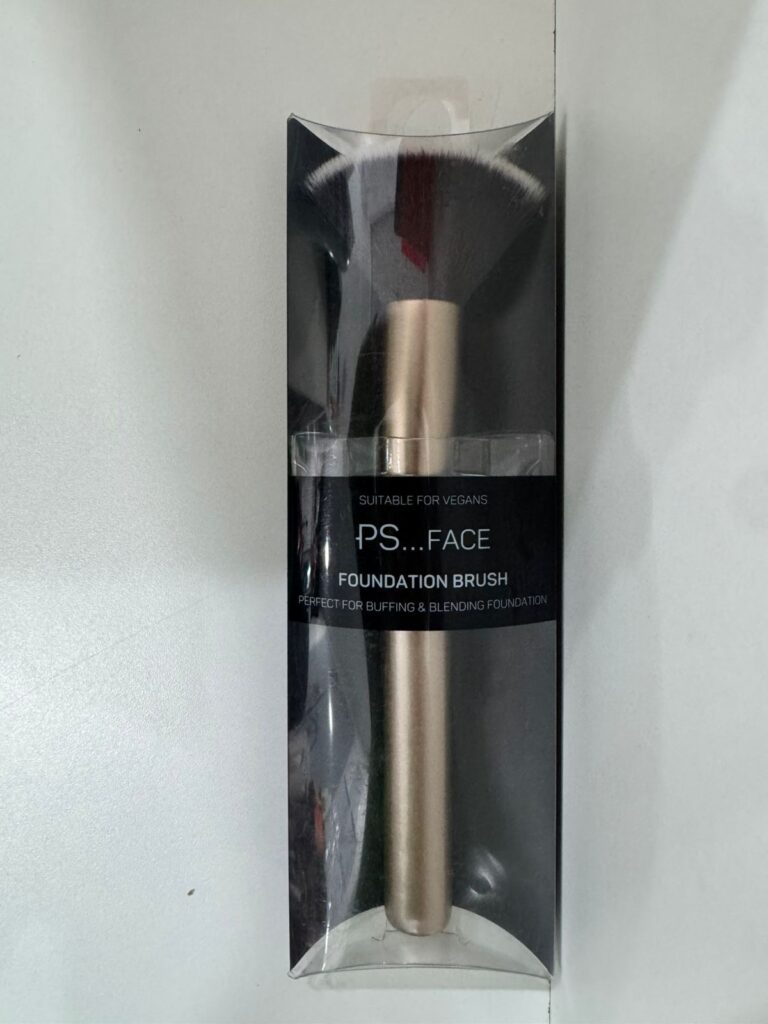 SUITABLE FOR VEGANS
PS...FACE
FOUNDATION BRUSH
PERFECT FOR BUFFING & BLENDING FOUNDATION